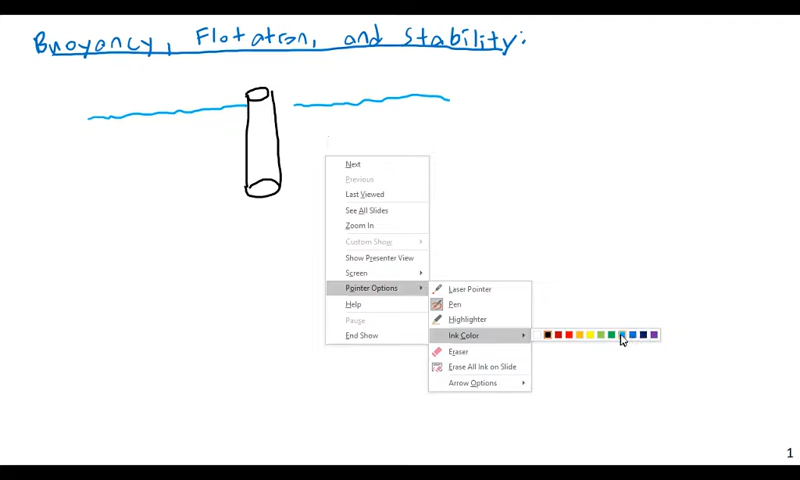 Buoyancy, Flotation, and Stability:
Next
Previous
Last Viewed
See All Slides
Zoom In
Custom Show
Show Presenter View
Screen
Pointer Options
Help
Pause
End Show
Laser Pointer
Pen
Highlighter
Ink Color
Eraser
Erase All Ink on Slide
Arrow Options
1